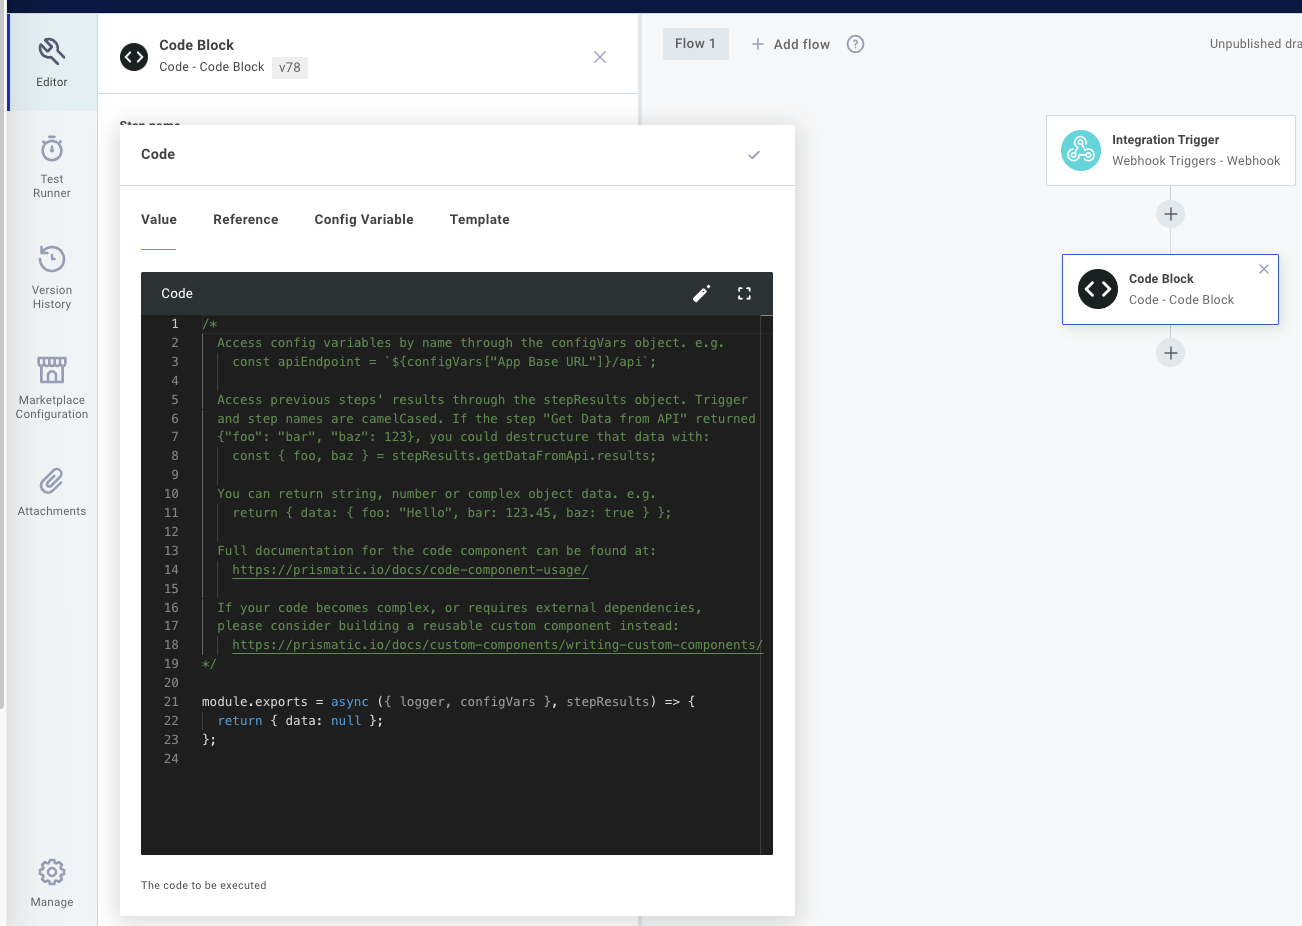 Editor
Test
Runner
Version
History
Marketplace
Configuration
Attachments
Manage
Code Block
Code - Code Block v78
Step name
Code
Value Reference Config Variable Template
Code
1 /*
2 Access config variables by name through the configVars object. e.g.
3 const apiEndpoint = `${configVars["App Base URL"]}/api`;
4
5 Access previous steps' results through the stepResults object. Trigger
6 and step names are camelCased. If the step "Get Data from API" returned
7 {"foo": "bar", "baz": 123}, you could destructure that data with:
8 const { foo, baz } = stepResults.getDataFromApi.results;
9
10 You can return string, number or complex object data. e.g.
11 return { data: { foo: "Hello", bar: 123.45, baz: true } };
12
13 Full documentation for the code component can be found at:
14 https://prismatic.io/docs/code-component-usage/
15
16 If your code becomes complex, or requires external dependencies,
17 please consider building a reusable custom component instead:
18 https://prismatic.io/docs/custom-components/writing-custom-components/
19 */
20
21 module.exports = async ({ logger, configVars }, stepResults) => {
22 return { data: null };
23 };
24
The code to be executed
Flow 1 + Add flow ?
Unpublished dra
Integration Trigger
Webhook Triggers - Webhook
Code Block
Code - Code Block